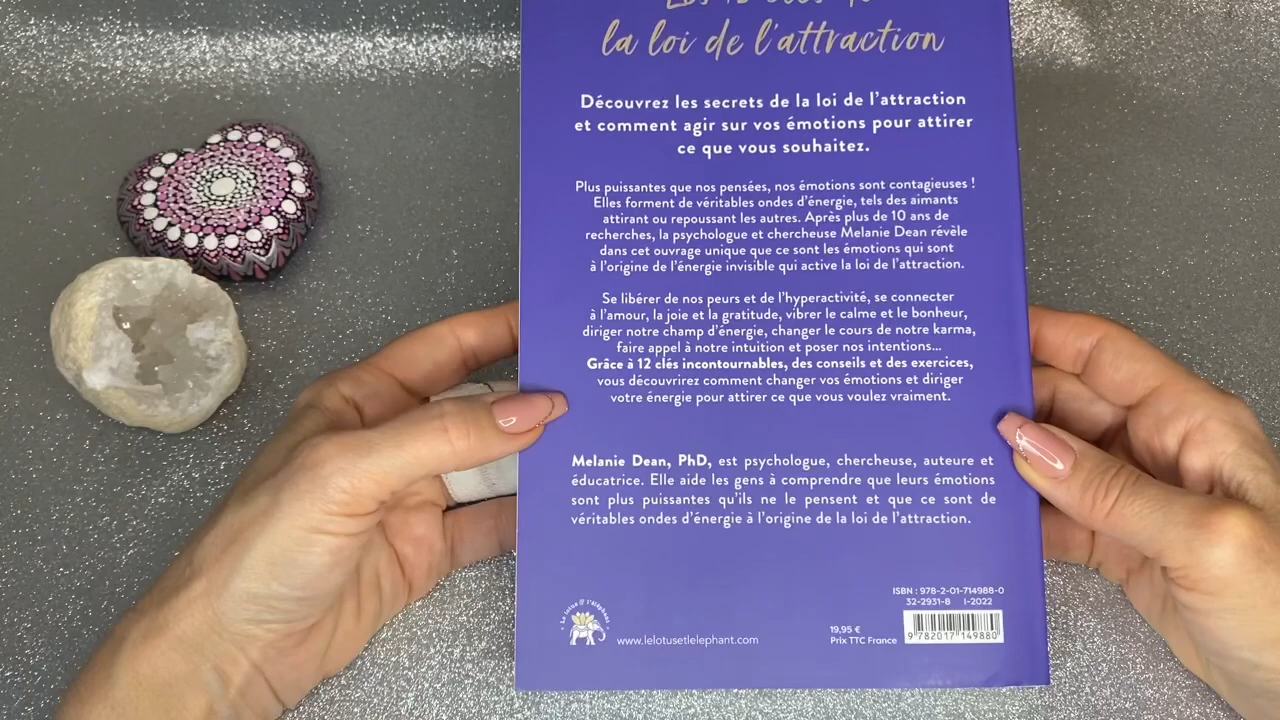 la loi de l'attraction
Découvrez les secrets de la loi de l'attraction
et comment agir sur vos émotions pour attirer
ce que vous souhaitez.
Plus puissantes que nos pensées, nos émotions sont contagieuses !
Elles forment de véritables ondes d'énergie, tels des aimants
attirant ou repoussant les autres. Après plus de 10 ans de
recherches, la psychologue et chercheuse Melanie Dean révèle
dans cet ouvrage unique que ce sont les émotions qui sont
à l'origine de l'énergie invisible qui active la loi de l'attraction.
Se libérer de nos peurs et de l'hyperactivité, se connecter
à l'amour, la joie et la gratitude, vibrer le calme et le bonheur,
diriger notre champ d'énergie, changer le cours de notre karma,
faire appel à notre intuition et poser nos intentions...
Grâce à 12 clés incontournables, des conseils et des exercices,
vous découvrirez comment changer vos émotions et diriger
votre énergie pour attirer ce que vous voulez vraiment.
Melanie Dean, PhD, est psychologue, chercheuse, auteure et
éducatrice. Elle aide les gens à comprendre que leurs émotions
sont plus puissantes qu'ils ne le pensent et que ce sont de
véritables ondes d'énergie à l'origine de la loi de l'attraction.
Le lotus & l'éléphant
www.lelotusetlelephant.com
19,95 €
Prix TTC France
ISBN : 978-2-01-714988-0
32-2931-8 I-2022
9 782017 149880